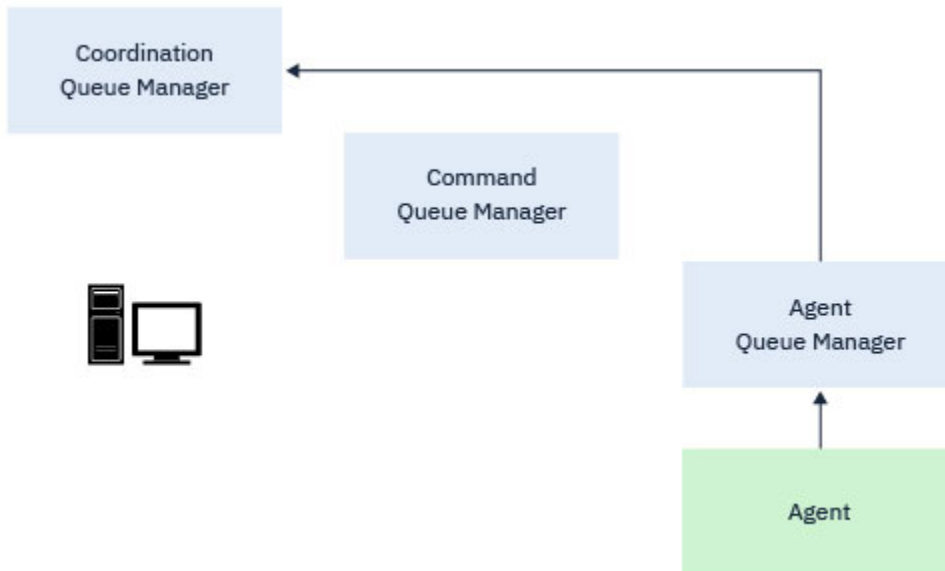 Coordination
Queue Manager
Command
Queue Manager
Agent
Queue Manager
Agent